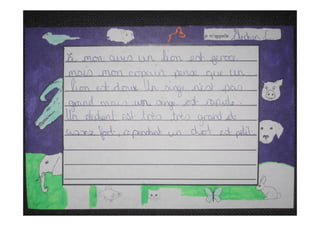 je m'appelle
mon avis un lion est féroce
mais mon copain pense que un
lion est doux. Un singe n'est pas
grand mais un singe est rapide.
Un éléphant est très très grand et
assez fort, cependant un chat est petit.